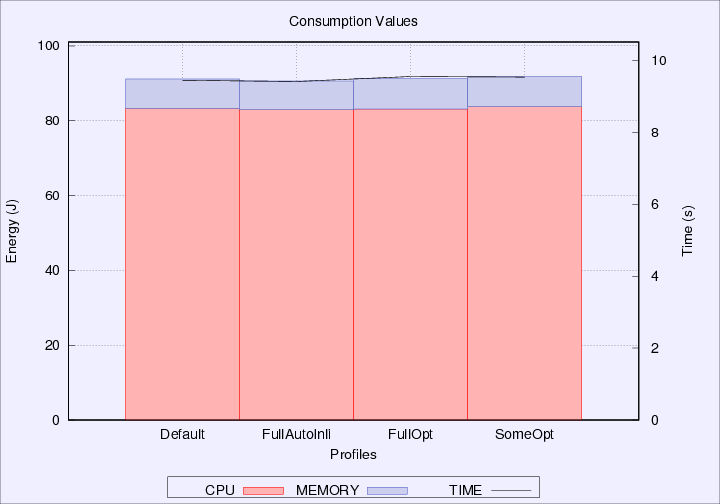 Consumption Values
100
80
60
40
20
0
Energy (J)
10
8
6
4
2
0
Time (s)
Default FullAutoInli FullOpt SomeOpt
Profiles
CPU MEMORY TIME